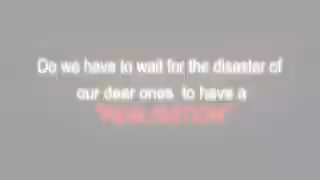 Do we have to wait for the disaster of
our dear ones to have a
"REALISATION"